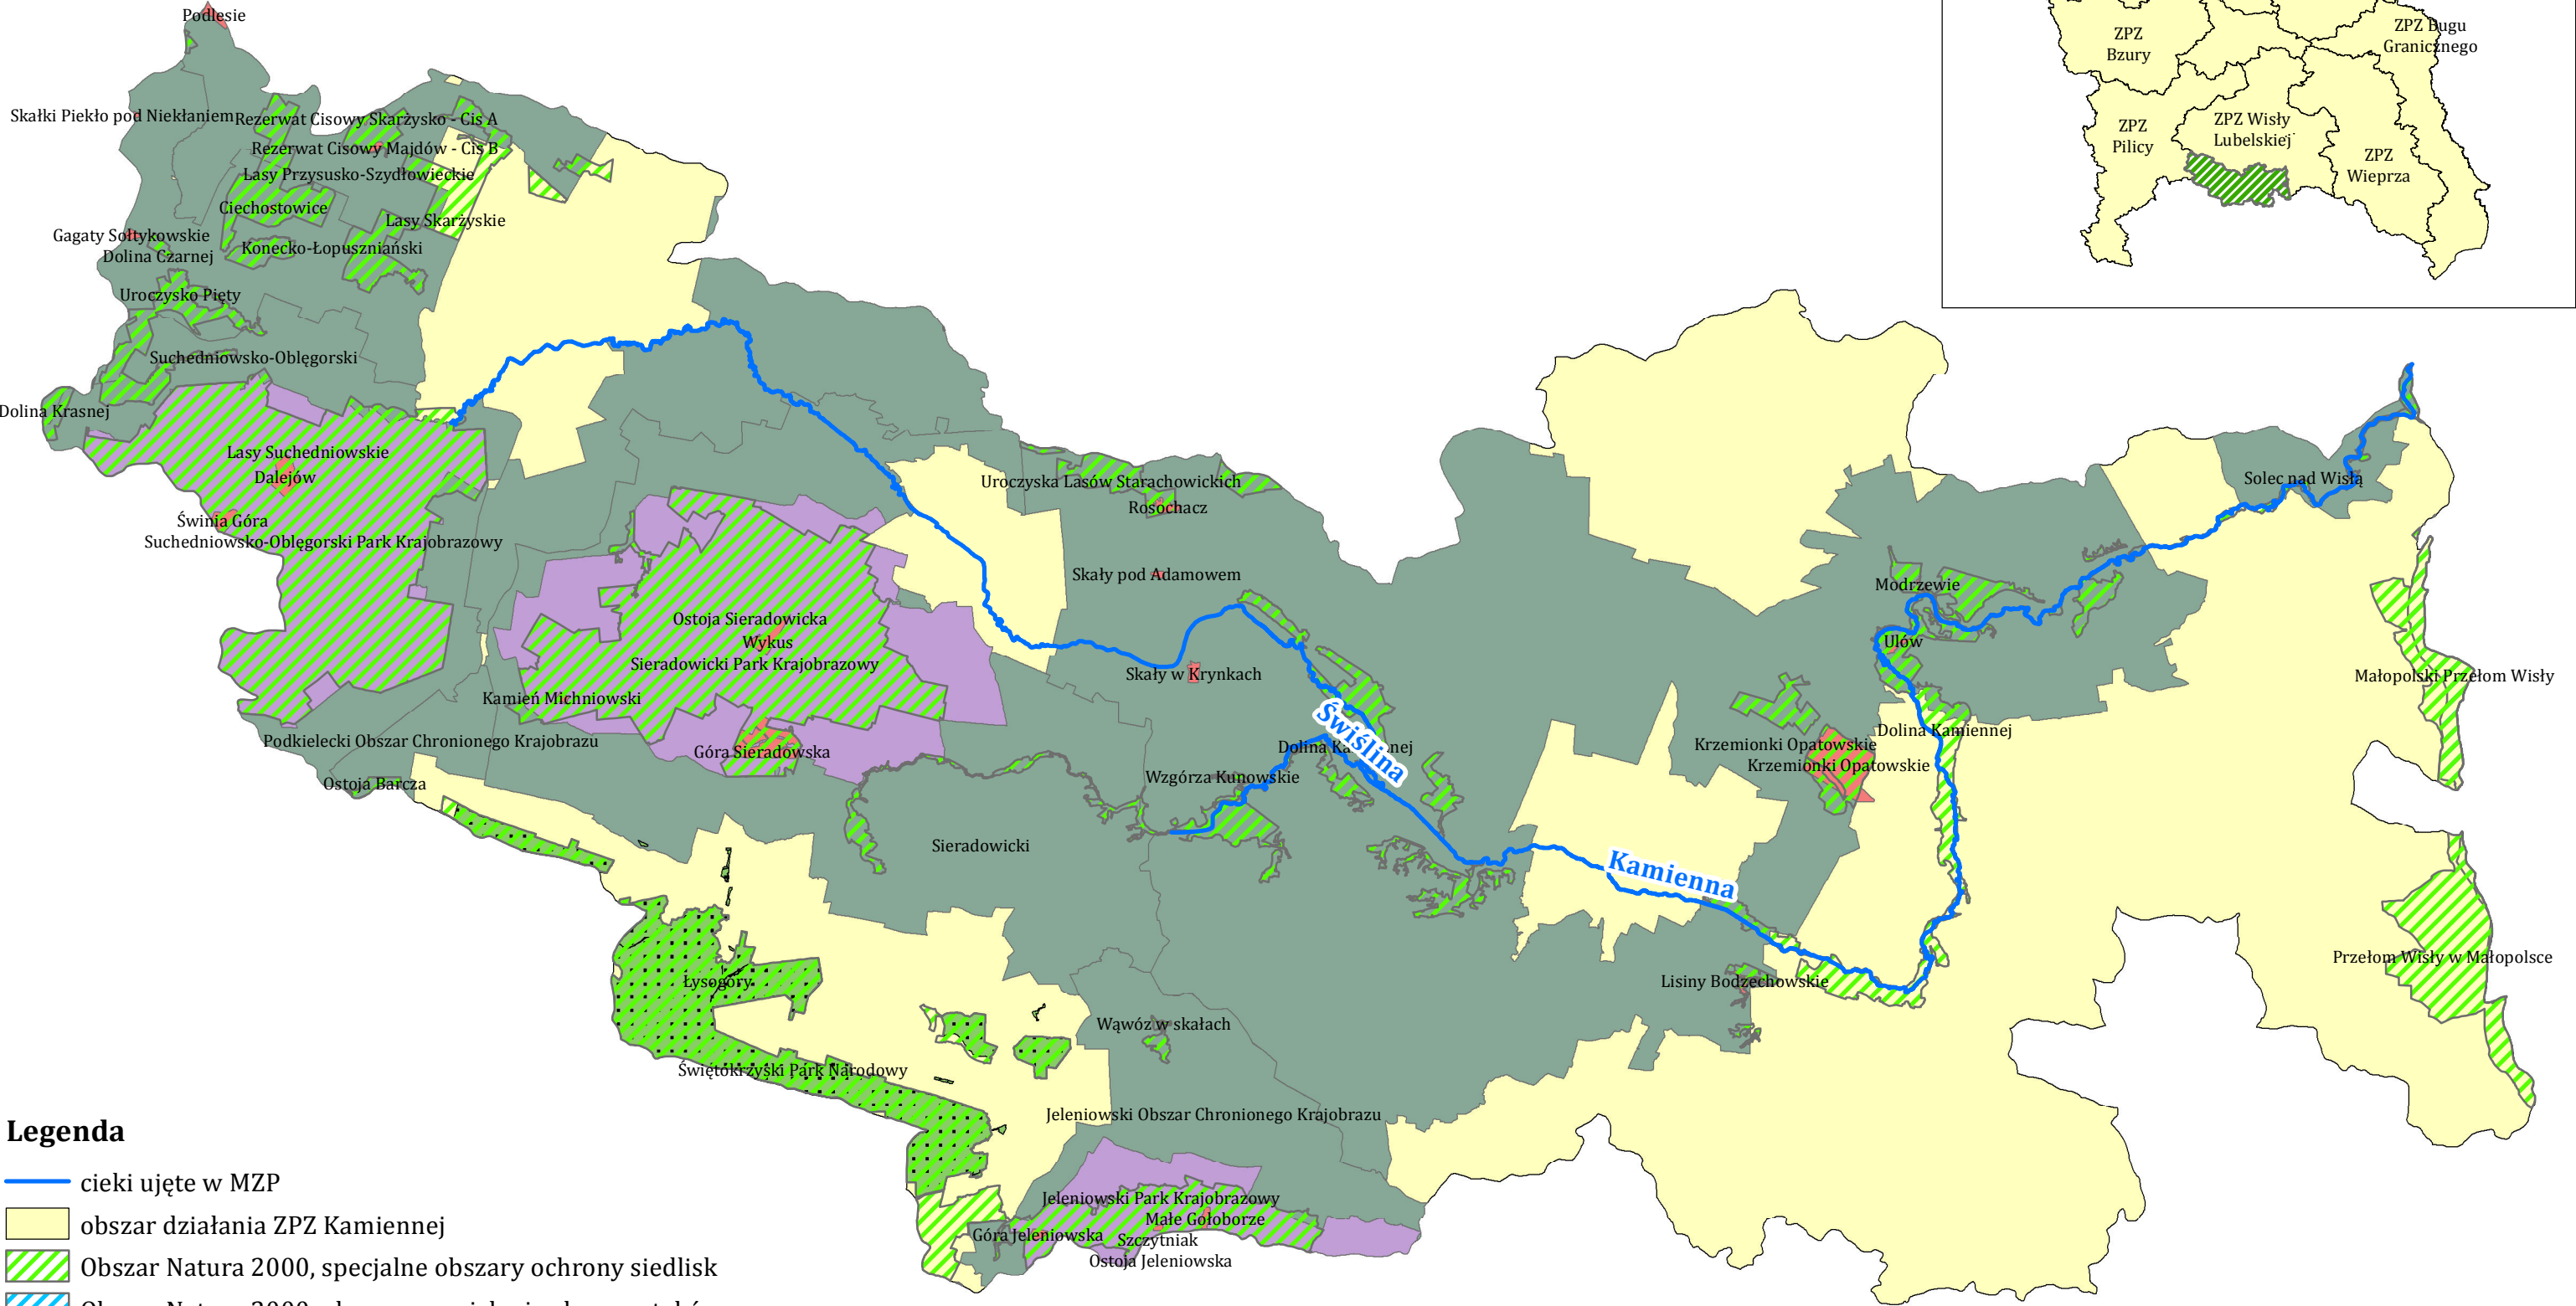 Podlesie
ZPZ Bugu
Granicznego
ZPZ
Bzury
Skałki Piekło pod Niekłaniem
Rezerwat Cisowy Skarżysko - Cis A
ZPZ
Pilicy
ZPZ Wisły
Lubelskiej
Rezerwat Cisowy Majdów - Cis B
ZPZ
Wieprza
Lasy Przysusko-Szydłowieckie
Ciechostowice
Lasy Skarżyskie
Gagaty Sołtykowskie
Konecko-Łopuszniański
Dolina Czarnej
Uroczysko Pięty
Suchedniowsko-Oblęgorski
Dolina Krasnej
Lasy Suchedniowskie
Dalejów
Uroczyska Lasów Starachowickich
Solec nad Wisłą
Rosochacz
Świnia Góra
Suchedniowsko-Oblęgorski Park Krajobrazowy
Skały pod Adamowem
Modrzewie
Ostoja Sieradowicka
Wykus
Ulów
Sieradowicki Park Krajobrazowy
Skały w Krynkach
Małopolski Przełom Wisły
Kamień Michniowski
Świślina
Dolina Kamiennej
Podkielecki Obszar Chronionego Krajobrazu
Góra Sieradowska
Dolina Kamiennej
Krzemionki Opatowskie
Krzemionki Opatowskie
Ostoja Barcza
Wzgórza Kunowskie
Sieradowicki
Kamienna
Przełom Wisły w Małopolsce
Łysogóry
Lisiny Bodzechowskie
Wąwóz w skałach
Świętokrzyski Park Narodowy
Jeleniowski Obszar Chronionego Krajobrazu
Jeleniowski Park Krajobrazowy
Małe Gołoborze
Góra Jeleniowska
Szczytniak
Ostoja Jeleniowska
Legenda
cieki ujęte w MZP
obszar działania ZPZ Kamiennej
Obszar Natura 2000, specjalne obszary ochrony siedlisk